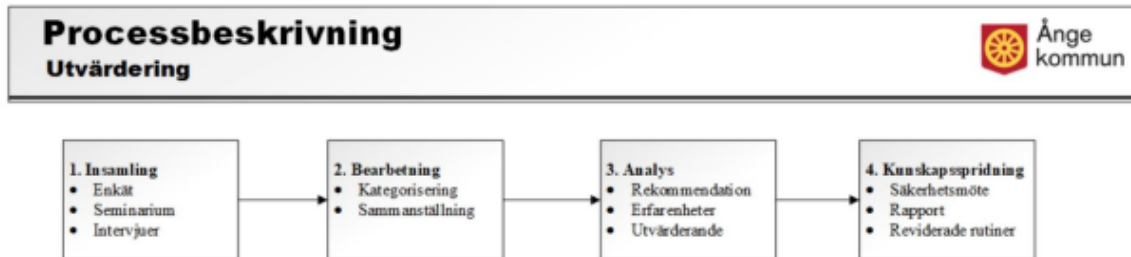 Processbeskrivning
Utvärdering
Ånge
kommun
1. Insamling
• Enkät
• Seminarium
• Intervjuer
2. Bearbetning
• Kategorisering
• Sammanställning
3. Analys
• Rekommendation
• Erfarenheter
• Utvärderande
4. Kunskapsspridning
• Säkerhetsmöte
• Rapport
• Reviderade rutiner